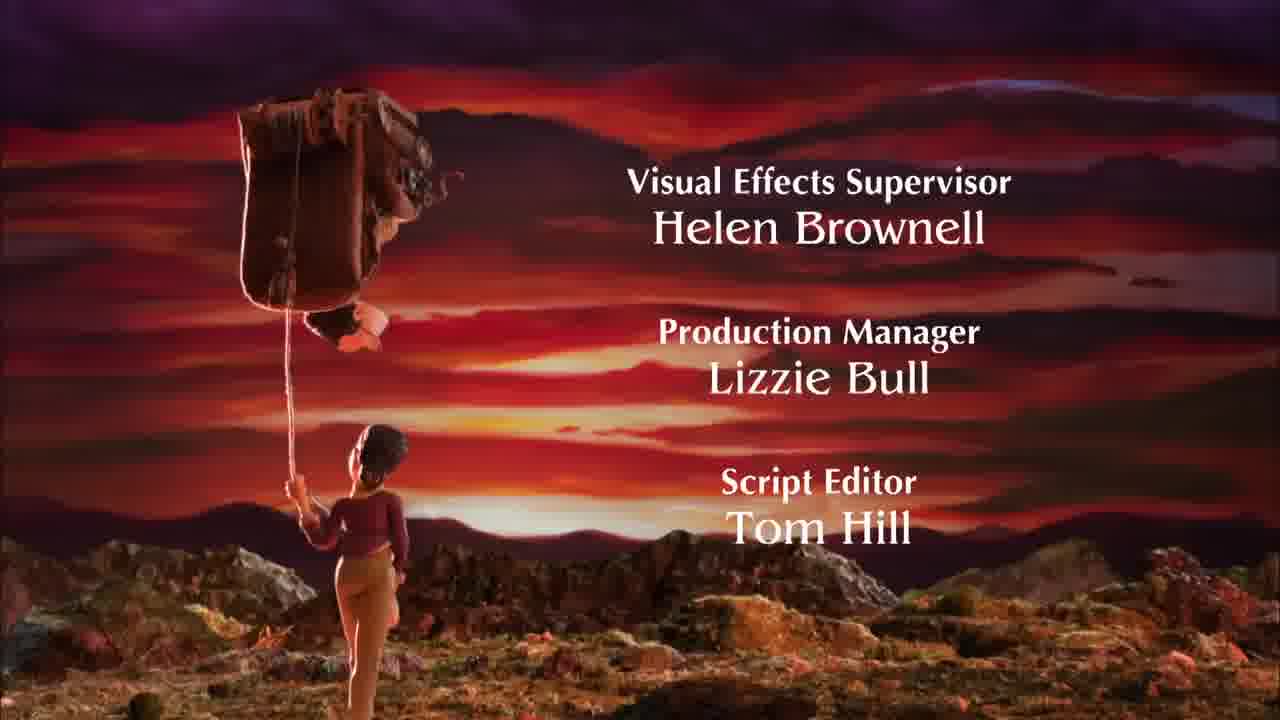 Visual Effects Supervisor
Helen Brownell
Production Manager
Lizzie Bull
Script Editor
Tom Hill